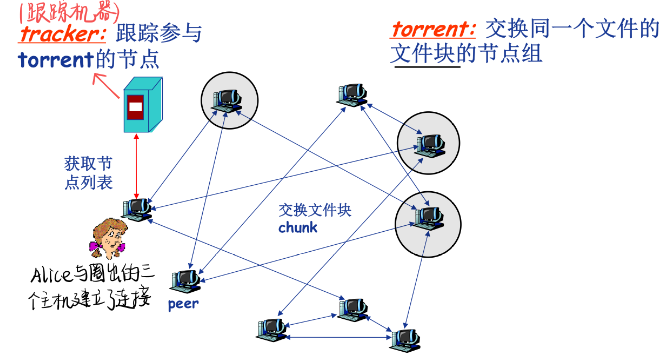 (跟踪机器)
tracker: 跟踪参与
torrent的节点
torrent: 交换同一个文件的
文件块的节点组
获取节
点列表
交换文件块
chunk
Alice与圈出的三
个主机建立了连接
peer